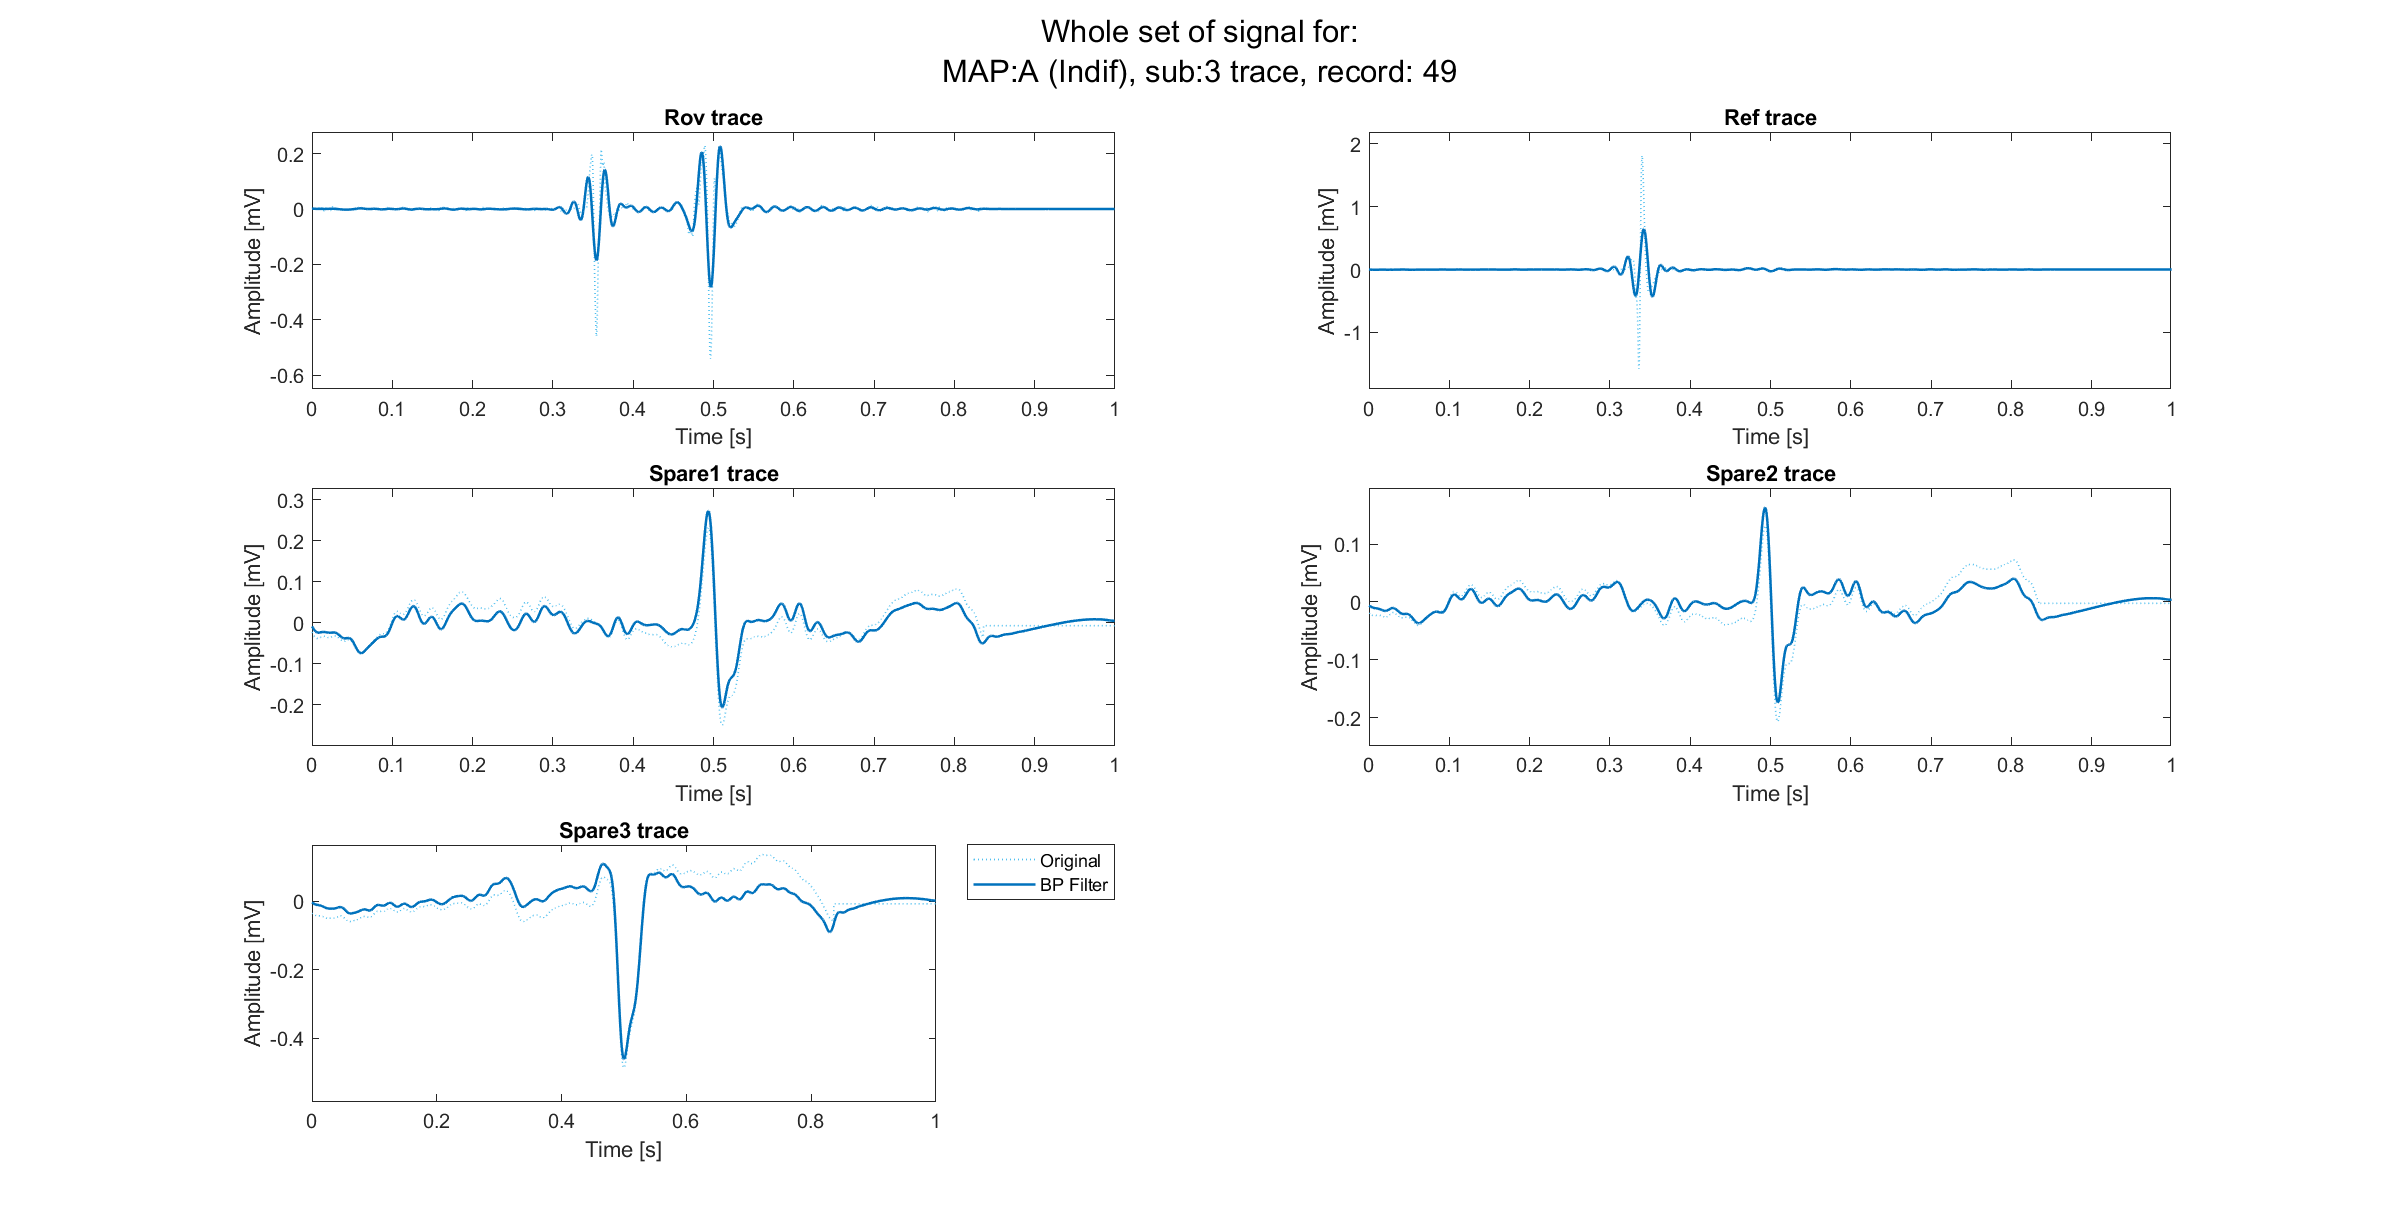 Whole set of signal for:
MAP:A (Indif), sub:3 trace, record: 49
Rov trace
Amplitude [mV]
0.2
0
-0.2
-0.4
-0.6
0 0.1 0.2 0.3 0.4 0.5 0.6 0.7 0.8 0.9 1
Time [s]
Ref trace
Amplitude [mV]
2
1
0
-1
0 0.1 0.2 0.3 0.4 0.5 0.6 0.7 0.8 0.9 1
Time [s]
Spare1 trace
Amplitude [mV]
0.3
0.2
0.1
0
-0.1
-0.2
0 0.1 0.2 0.3 0.4 0.5 0.6 0.7 0.8 0.9 1
Time [s]
Spare2 trace
Amplitude [mV]
0.1
0
-0.1
-0.2
0 0.1 0.2 0.3 0.4 0.5 0.6 0.7 0.8 0.9 1
Time [s]
Spare3 trace
Amplitude [mV]
0
-0.2
-0.4
0 0.2 0.4 0.6 0.8 1
Time [s]
Original
BP Filter